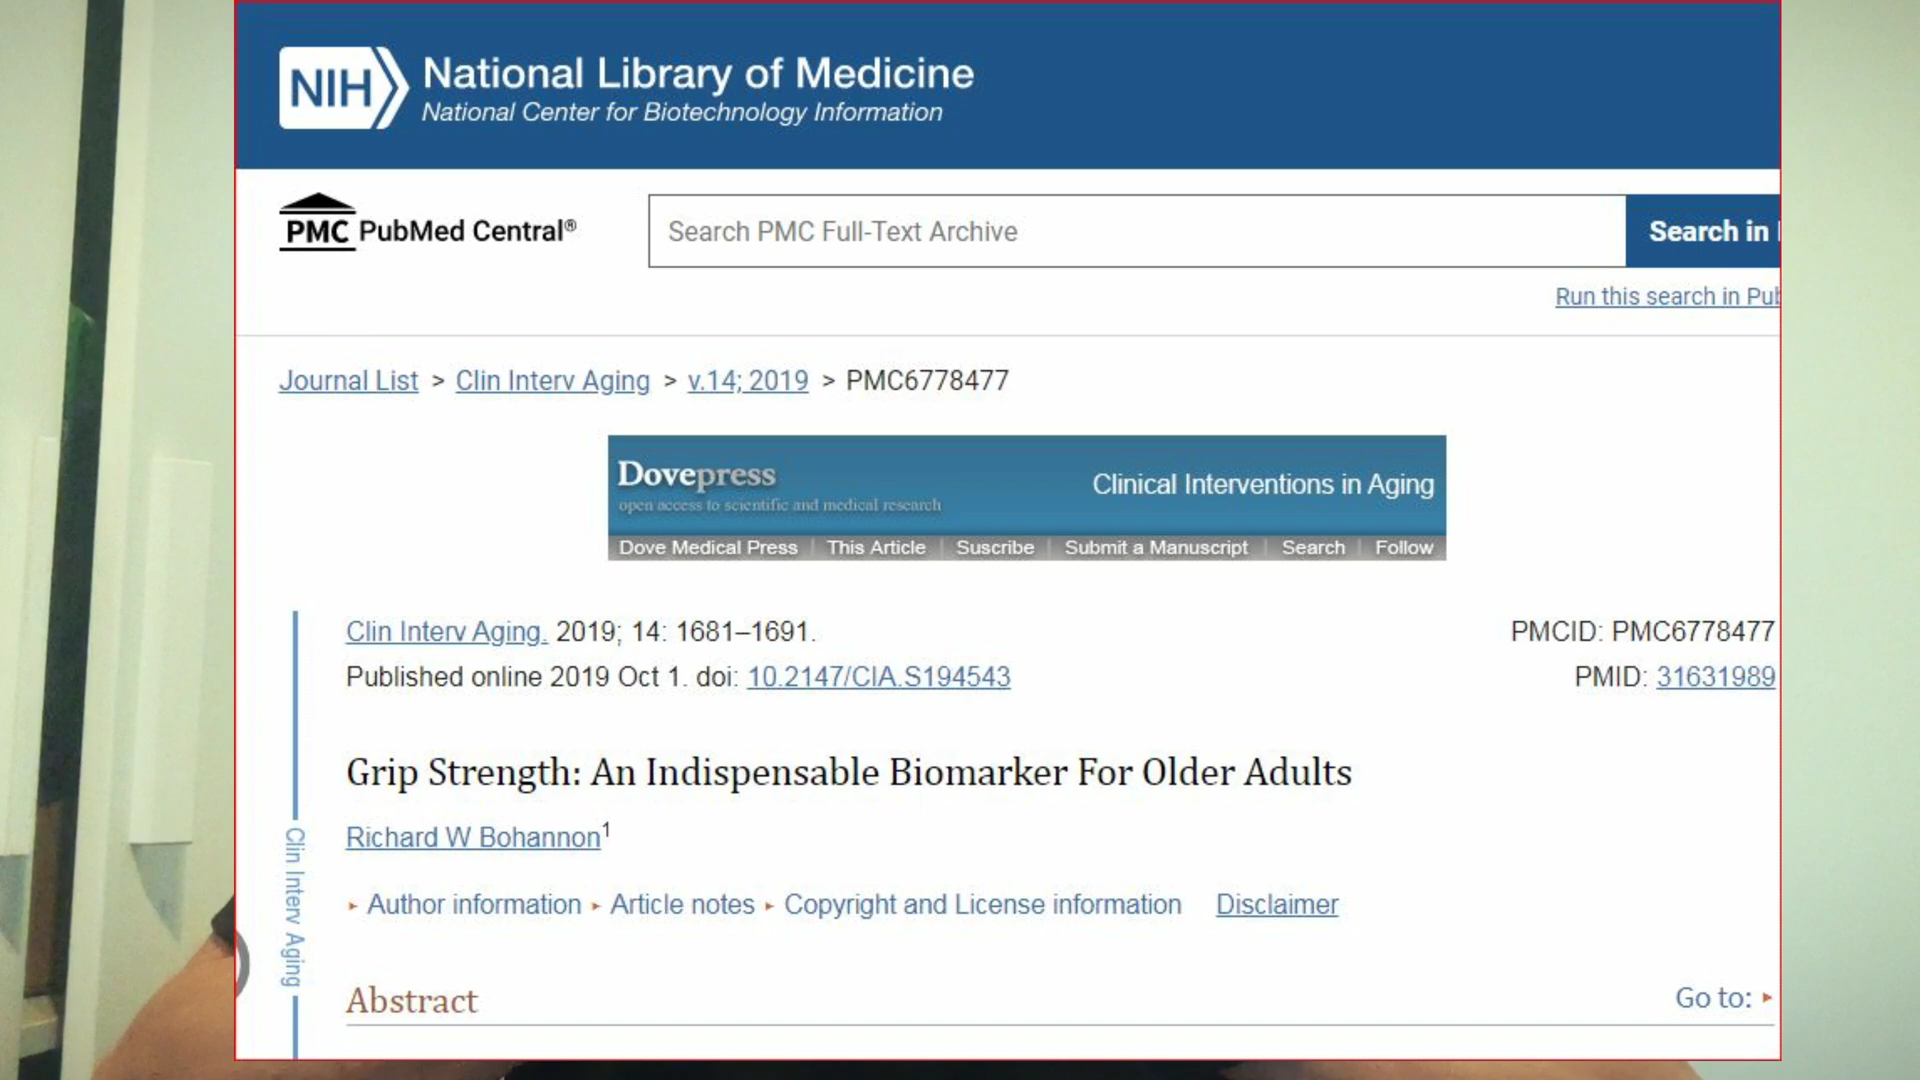 NIH National Library of Medicine
National Center for Biotechnology Information
PMC PubMed Central®
Search PMC Full-Text Archive
Search in
Run this search in
Journal List > Clin Interv Aging > v.14; 2019 > PMC6778477
Dovepress
open access to scientific and medical research
Clinical Interventions in Aging
Dove Medical Press | This Article | Suscribe | Submit a Manuscript | Search | Follow
Clin Interv Aging. 2019; 14: 1681–1691.
Published online 2019 Oct 1. doi: 10.2147/CIA.S194543
PMCID: PMC6778477
PMID: 31631989
Grip Strength: An Indispensable Biomarker For Older Adults
Richard W Bohannon1
Author information Article notes Copyright and License information Disclaimer
Clin Interv Aging
Abstract
Go to: